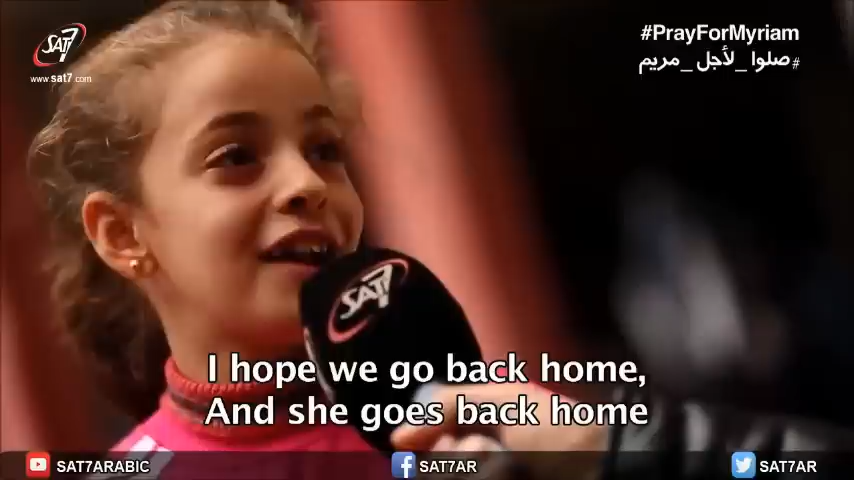 SAT7
www.sat7.com
#PrayForMyriam
#صلوا_لأجل_مريم
SAT7
I hope we go back home,
And she goes back home
SAT7ARABIC
SAT7AR
SAT7AR